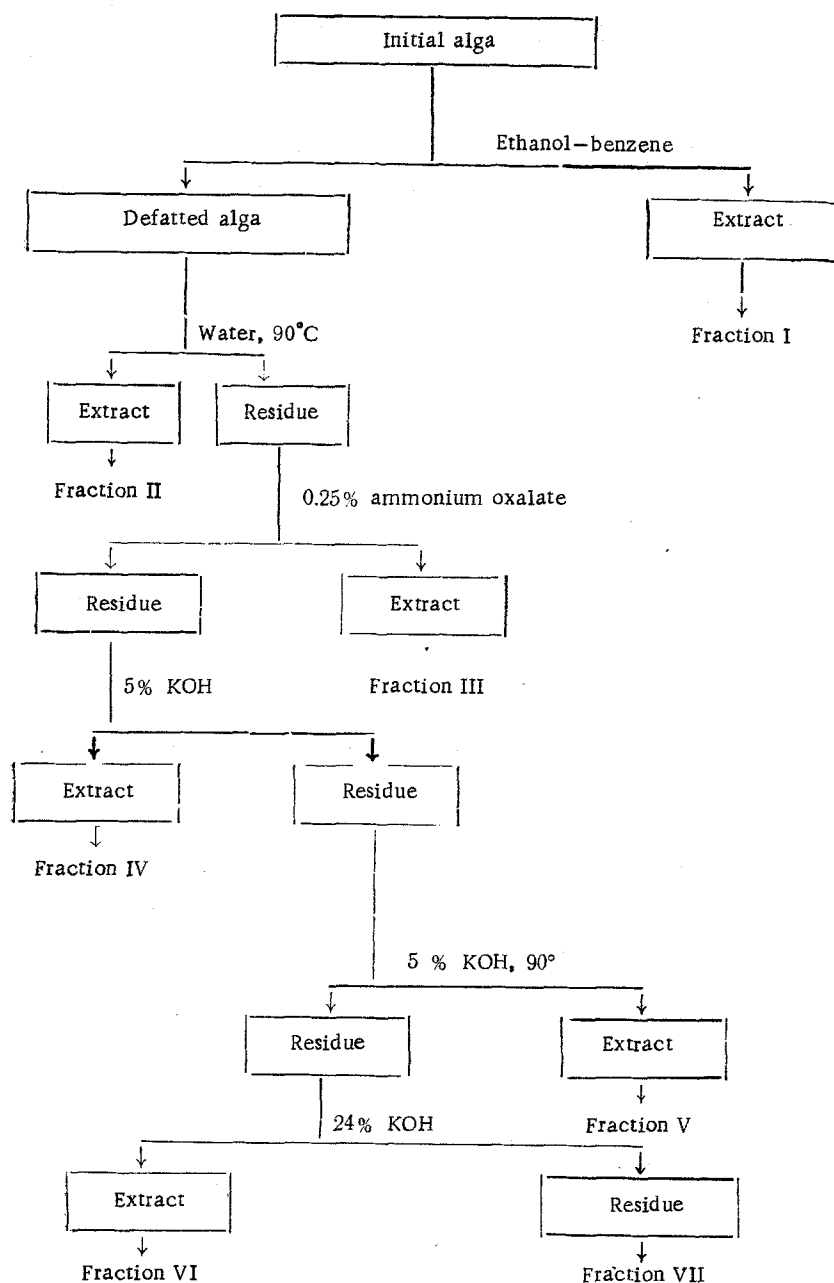 Initial alga
Ethanol-benzene
Defatted alga
Extract
Water, 90°C
Fraction I
Extract
Residue
Fraction II
0.25% ammonium oxalate
Residue
Extract
5% KOH
Fraction III
Extract
Residue
Fraction IV
5 % KOH, 90°
Residue
Extract
24% KOH
Fraction V
Extract
Residue
Fraction VI
Fraction VII